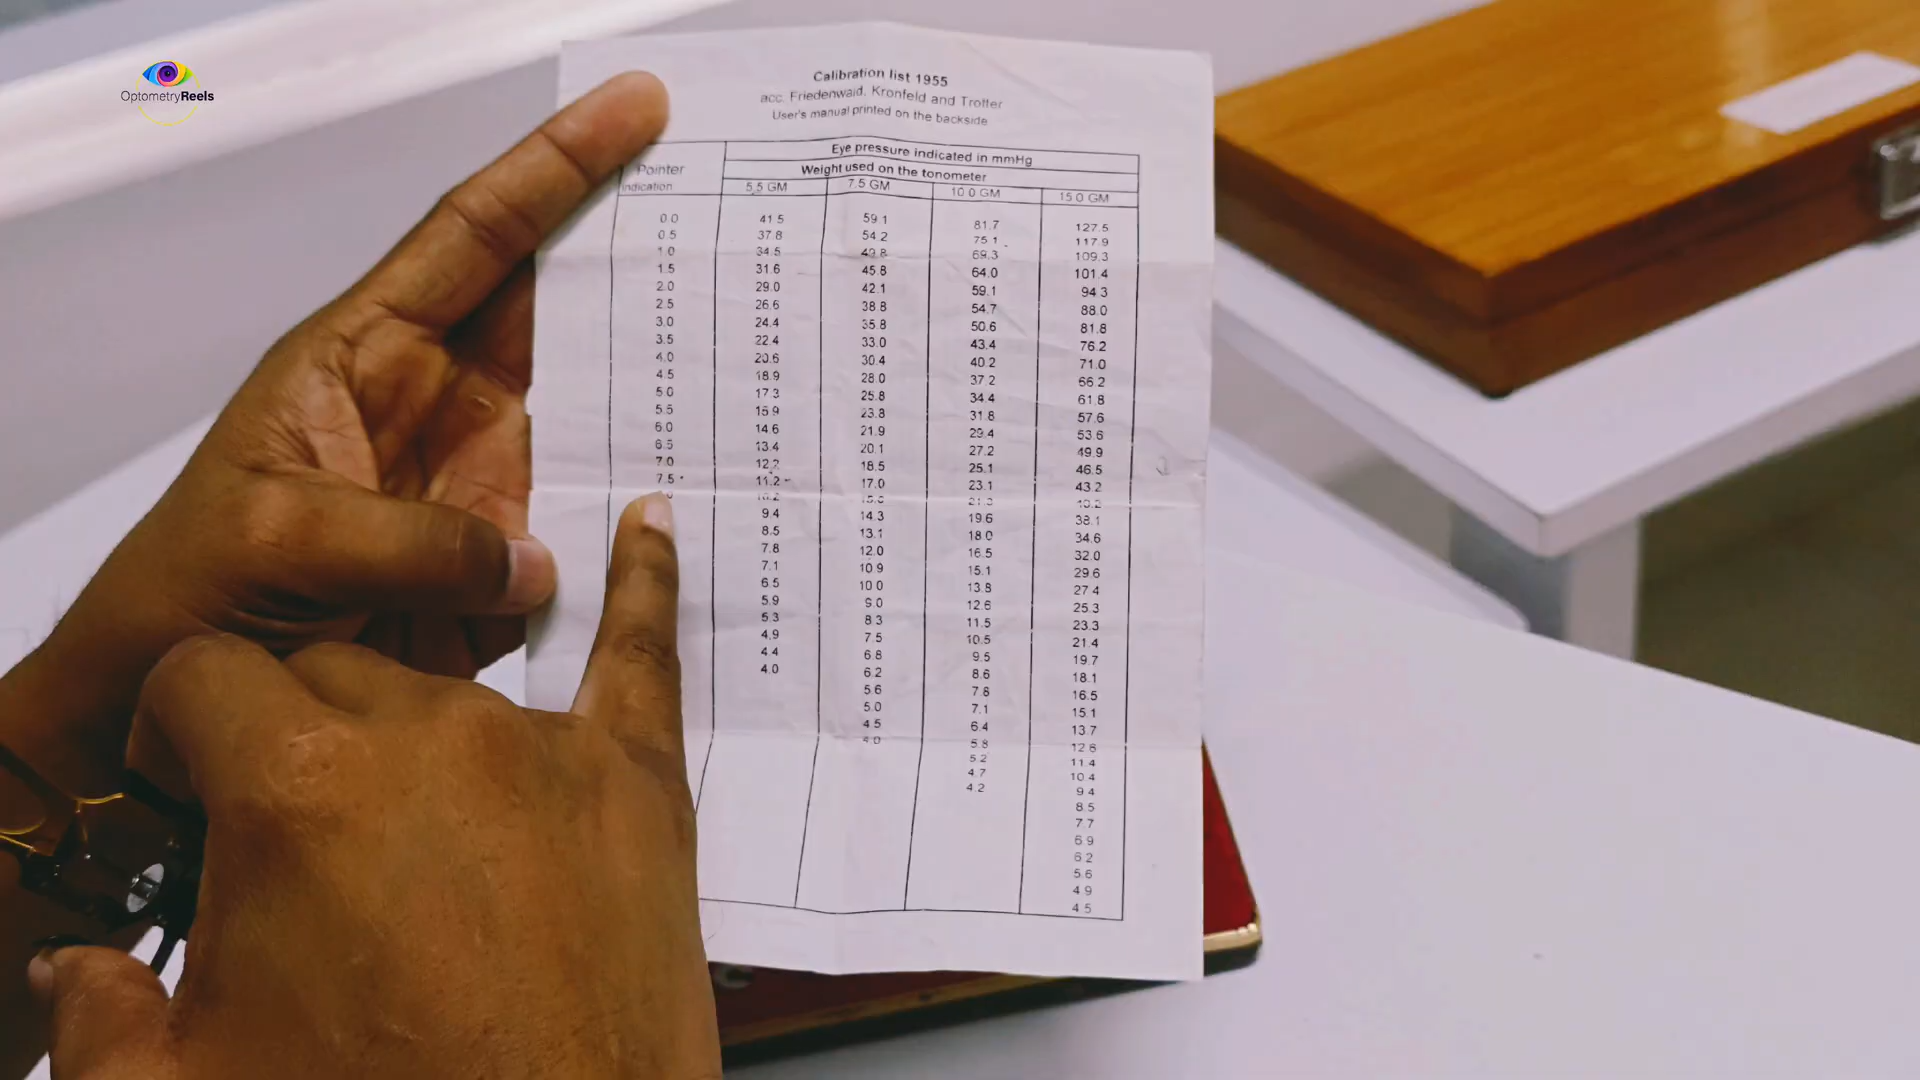 OptometryReels
Calibration list 1955
acc. Friedenwald, Kronfeld and Trotter
User's manual printed on the backside
Eye pressure indicated in mmHg
Pointer Weight used on the tonometer
indication 5.5 GM 7.5 GM 10.0 GM 15.0 GM
0.0 41.5 59.1 81.7 127.5
0.5 37.8 54.2 75.1 117.9
1.0 34.5 49.8 69.3 109.3
1.5 31.6 45.8 64.0 101.4
2.0 29.0 42.1 59.1 94.3
2.5 26.6 38.8 54.7 88.0
3.0 24.4 35.8 50.6 81.8
3.5 22.4 33.0 43.4 76.2
4.0 20.6 30.4 40.2 71.0
4.5 18.9 28.0 37.2 66.2
5.0 17.3 25.8 34.4 61.8
5.5 15.9 23.8 31.8 57.6
6.0 14.6 21.9 29.4 53.6
6.5 13.4 20.1 27.2 49.9
7.0 12.2 18.5 25.1 46.5
7.5 11.2 17.0 23.1 43.2
9.4 14.3 19.6 38.1
8.5 13.1 18.0 34.6
7.8 12.0 16.5 32.0
7.1 10.9 15.1 29.6
6.5 10.0 13.8 27.4
5.9 9.0 12.6 25.3
5.3 8.3 11.5 23.3
4.9 7.5 10.5 21.4
4.4 6.8 9.5 19.7
4.0 6.2 8.6 18.1
5.6 7.8 16.5
5.0 7.1 15.1
4.5 6.4 13.7
4.0 5.8 12.6
5.2 11.4
4.7 10.4
4.2 9.4
8.5
7.7
6.9
6.2
5.6
4.9
4.5